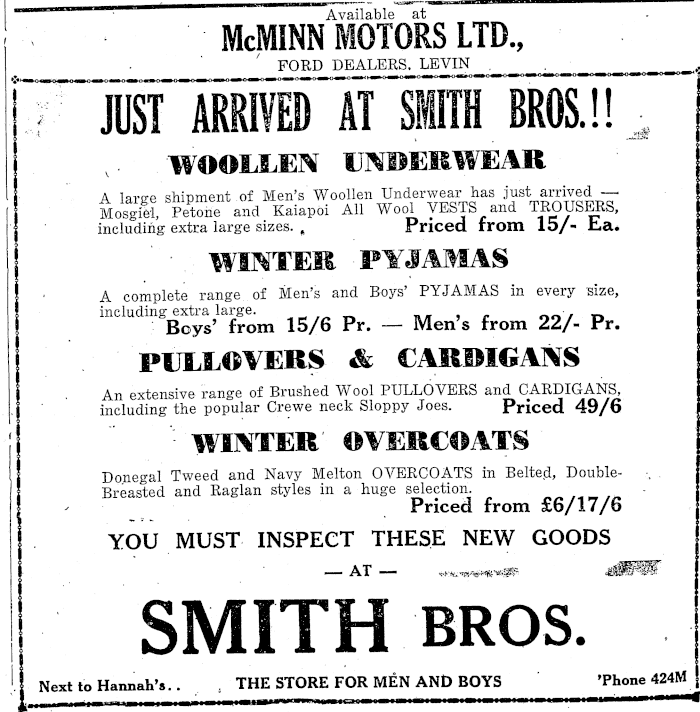 Available at
McMINN MOTORS LTD.,
FORD DEALERS, LEVIN
JUST ARRIVED AT SMITH BROS.!!
WOOLLEN UNDERWEAR
A large shipment of Men's Woollen Underwear has just arrived —
Mosgiel, Petone and Kaiapoi All Wool VESTS and TROUSERS,
including extra large sizes. Priced from 15/- Ea.
WINTER PYJAMAS
A complete range of Men's and Boys' PYJAMAS in every size,
including extra large.
Boys' from 15/6 Pr. — Men's from 22/- Pr.
PULLOVERS & CARDIGANS
An extensive range of Brushed Wool PULLOVERS and CARDIGANS,
including the popular Crewe neck Sloppy Joes. Priced 49/6
WINTER OVERCOATS
Donegal Tweed and Navy Melton OVERCOATS in Belted, Double-
Breasted and Raglan styles in a huge selection.
Priced from £6/17/6
YOU MUST INSPECT THESE NEW GOODS
— AT —
SMITH BROS.
Next to Hannah's.. THE STORE FOR MEN AND BOYS 'Phone 424M